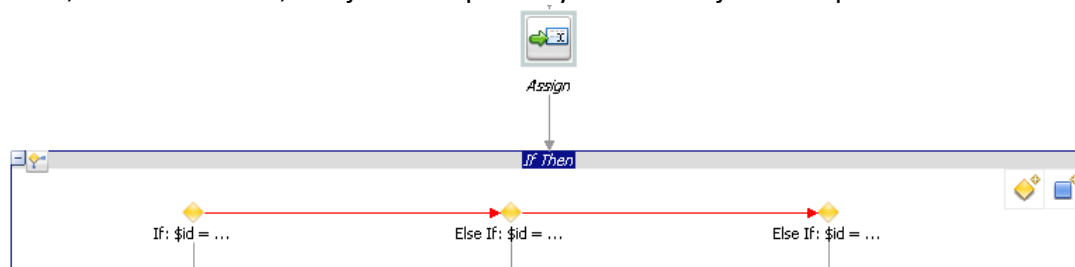 Assign
If Then
If: $id = ...
Else If: $id = ...
Else If: $id = ...